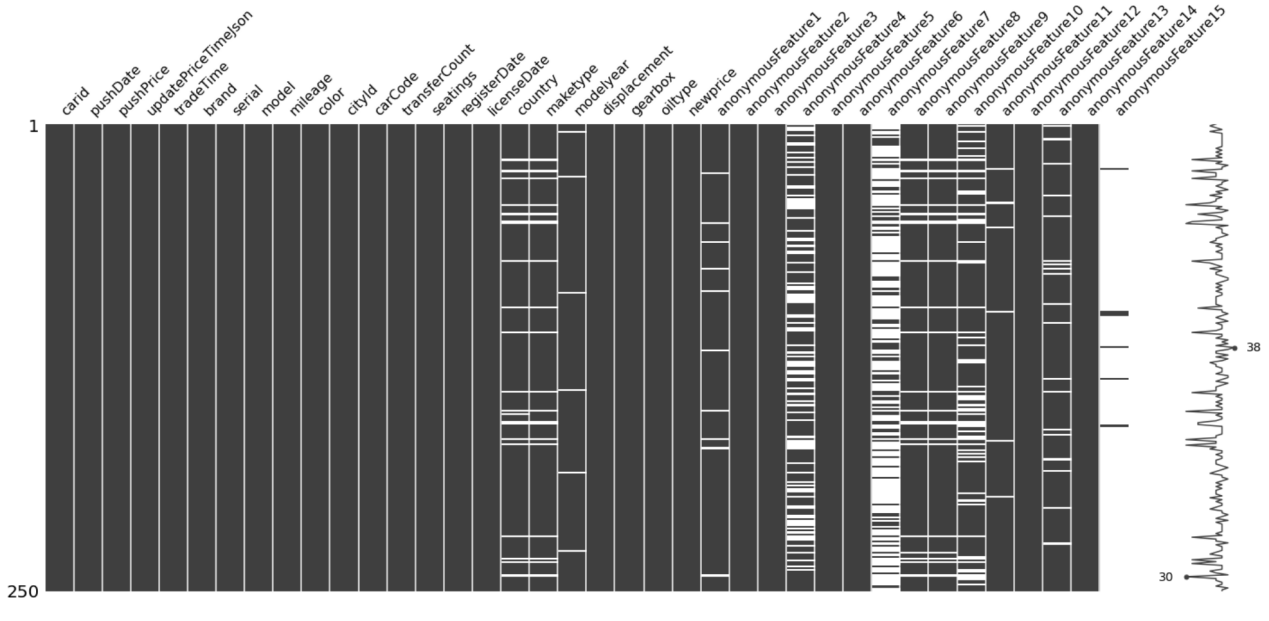 carid
pushDate
pushPrice
updatePriceTimeJson
tradeTime
brand
serial
model
mileage
color
cityId
carCode
transferCount
seatings
registerDate
licenseDate
country
maketype
modelyear
displacement
gearbox
oiltype
newprice
anonymousFeature1
anonymousFeature2
anonymousFeature3
anonymousFeature4
anonymousFeature5
anonymousFeature6
anonymousFeature7
anonymousFeature8
anonymousFeature9
anonymousFeature10
anonymousFeature11
anonymousFeature12
anonymousFeature13
anonymousFeature14
anonymousFeature15
1
38
30
250